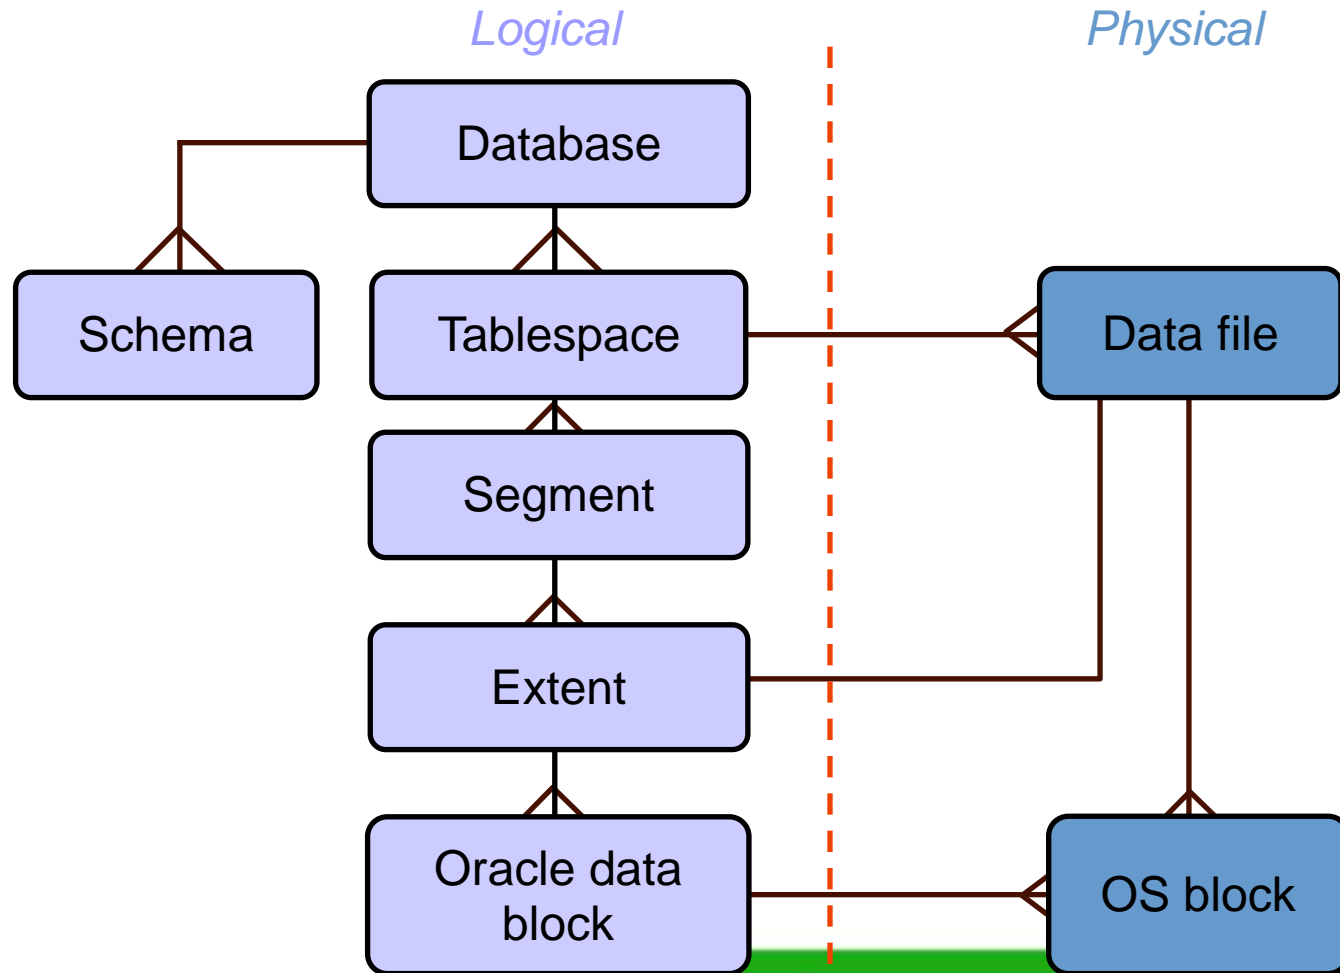 Logical
Physical
Database
Schema
Tablespace
Data file
Segment
Extent
Oracle data
block
OS block